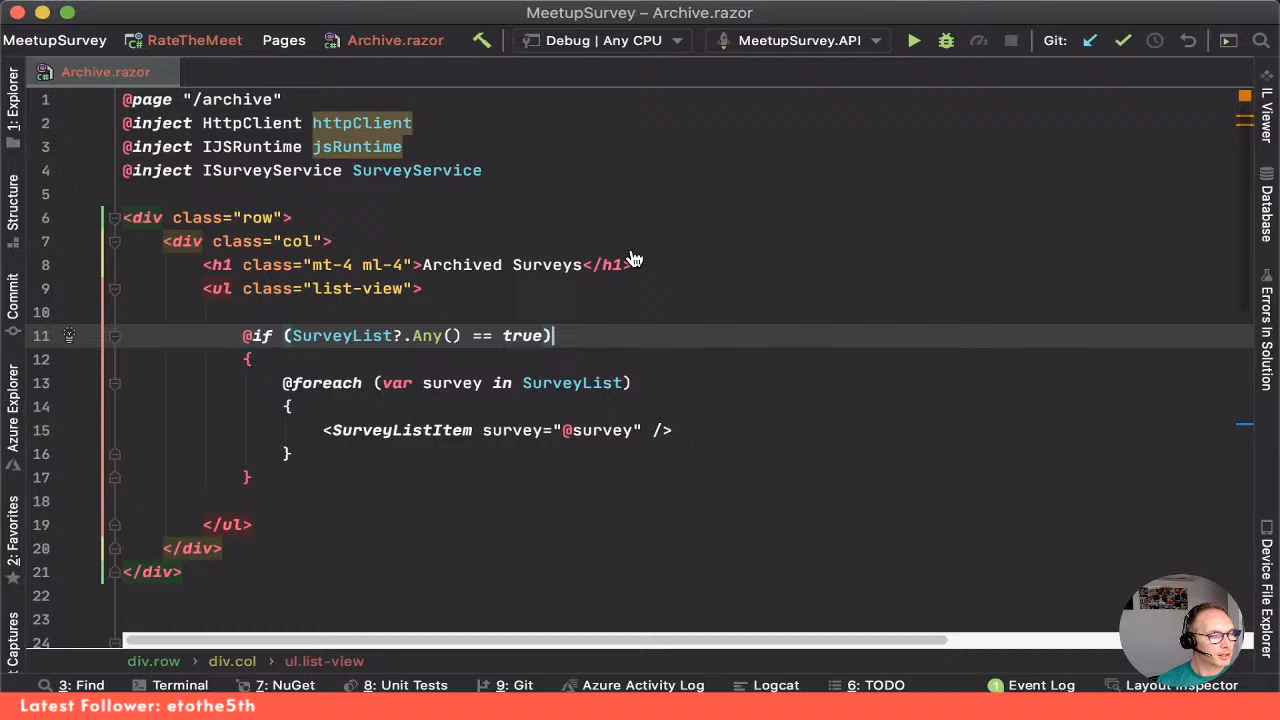 MeetupSurvey – Archive.razor
MeetupSurvey RateTheMeet Pages Archive.razor Debug | Any CPU MeetupSurvey.API Git:
Archive.razor
1 @page "/archive"
2 @inject HttpClient httpClient
3 @inject IJSRuntime jsRuntime
4 @inject ISurveyService SurveyService
5
6 <div class="row">
7 <div class="col">
8 <h1 class="mt-4 ml-4">Archived Surveys</h1>
9 <ul class="list-view">
10
11 @if (SurveyList?.Any() == true)
12 {
13 @foreach (var survey in SurveyList)
14 {
15 <SurveyListItem survey="@survey" />
16 }
17 }
18
19 </ul>
20 </div>
21 </div>
22
23
24
1: Explorer
Structure
Commit
Azure Explorer
2: Favorites
Captures
IL Viewer
Database
Errors In Solution
Device File Explorer
div.row div.col ul.list-view
3: Find Terminal 7: NuGet 8: Unit Tests 9: Git Azure Activity Log Logcat 6: TODO 1 Event Log Layout Inspector
Latest Follower: etothe5th